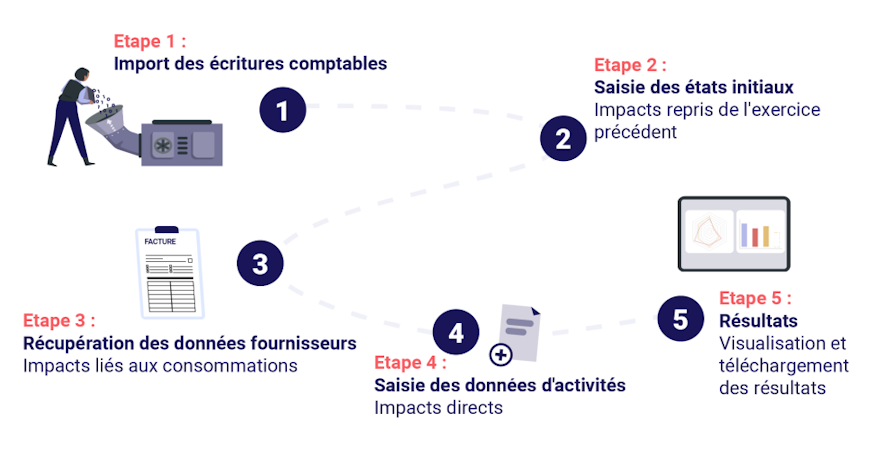 Etape 1 :
Import des écritures comptables
1
Etape 2 :
Saisie des états initiaux
Impacts repris de l'exercice
précédent
2
FACTURE
3
Etape 3 :
Récupération des données fournisseurs
Impacts liés aux consommations
4
Etape 4 :
Saisie des données d'activités
Impacts directs
5
Etape 5 :
Résultats
Visualisation et
téléchargement
des résultats